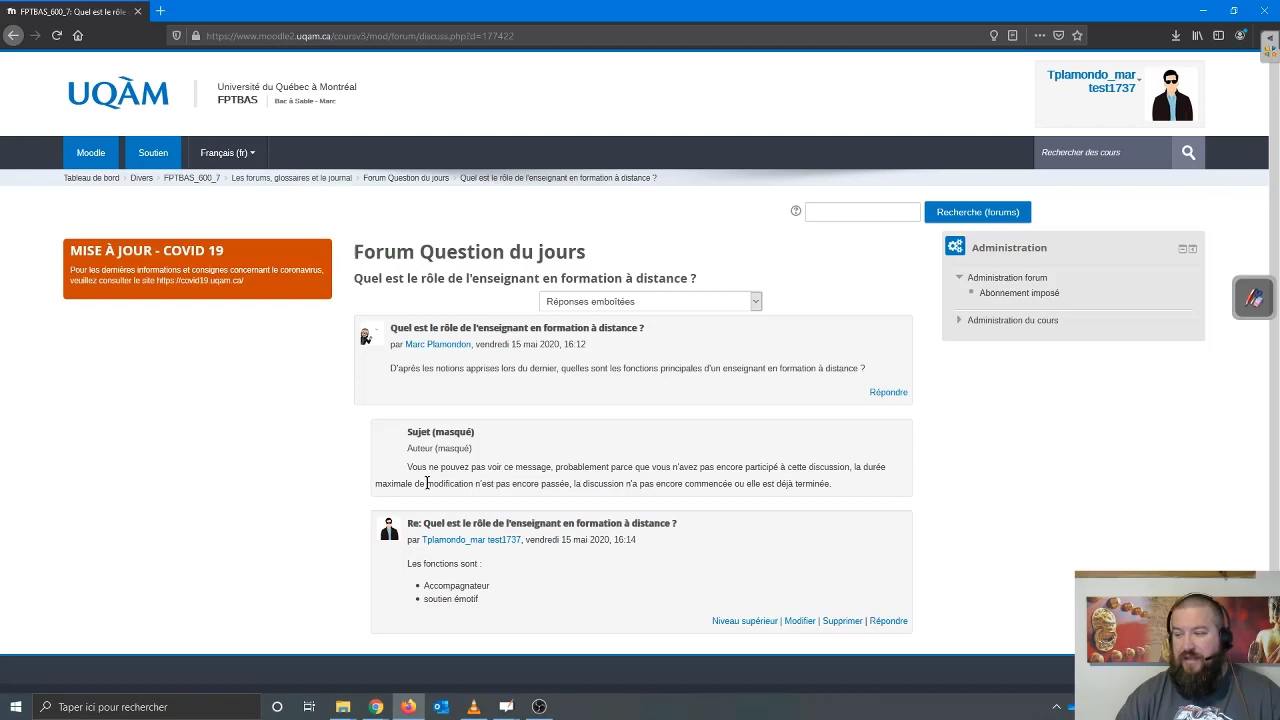 FPTBAS_600_7: Quel est le rôle
https://www.moodle2.uqam.ca/coursv3/mod/forum/discuss.php?d=177422
UQÀM
Université du Québec à Montréal
FPTBAS
Bac à Sable - Marc
Tplamondo_mar
test1737
Moodle
Soutien
Français (fr)
Rechercher des cours
Tableau de bord
Divers
FPTBAS_600_7
Les forums, glossaires et le journal
Forum Question du jours
Quel est le rôle de l'enseignant en formation à distance ?
Recherche (forums)
MISE À JOUR - COVID 19
Pour les dernières informations et consignes concernant le coronavirus,
veuillez consulter le site https://covid19.uqam.ca/
Forum Question du jours
Quel est le rôle de l'enseignant en formation à distance ?
Réponses emboîtées
Quel est le rôle de l'enseignant en formation à distance ?
par Marc Plamondon, vendredi 15 mai 2020, 16:12
D'après les notions apprises lors du dernier, quelles sont les fonctions principales d'un enseignant en formation à distance ?
Répondre
Sujet (masqué)
Auteur (masqué)
Vous ne pouvez pas voir ce message, probablement parce que vous n'avez pas encore participé à cette discussion, la durée
maximale de modification n'est pas encore passée, la discussion n'a pas encore commencée ou elle est déjà terminée.
Re: Quel est le rôle de l'enseignant en formation à distance ?
par Tplamondo_mar test1737, vendredi 15 mai 2020, 16:14
Les fonctions sont :
Accompagnateur
soutien émotif
Niveau supérieur | Modifier | Supprimer | Répondre
Administration
Administration forum
Abonnement imposé
Administration du cours
Taper ici pour rechercher